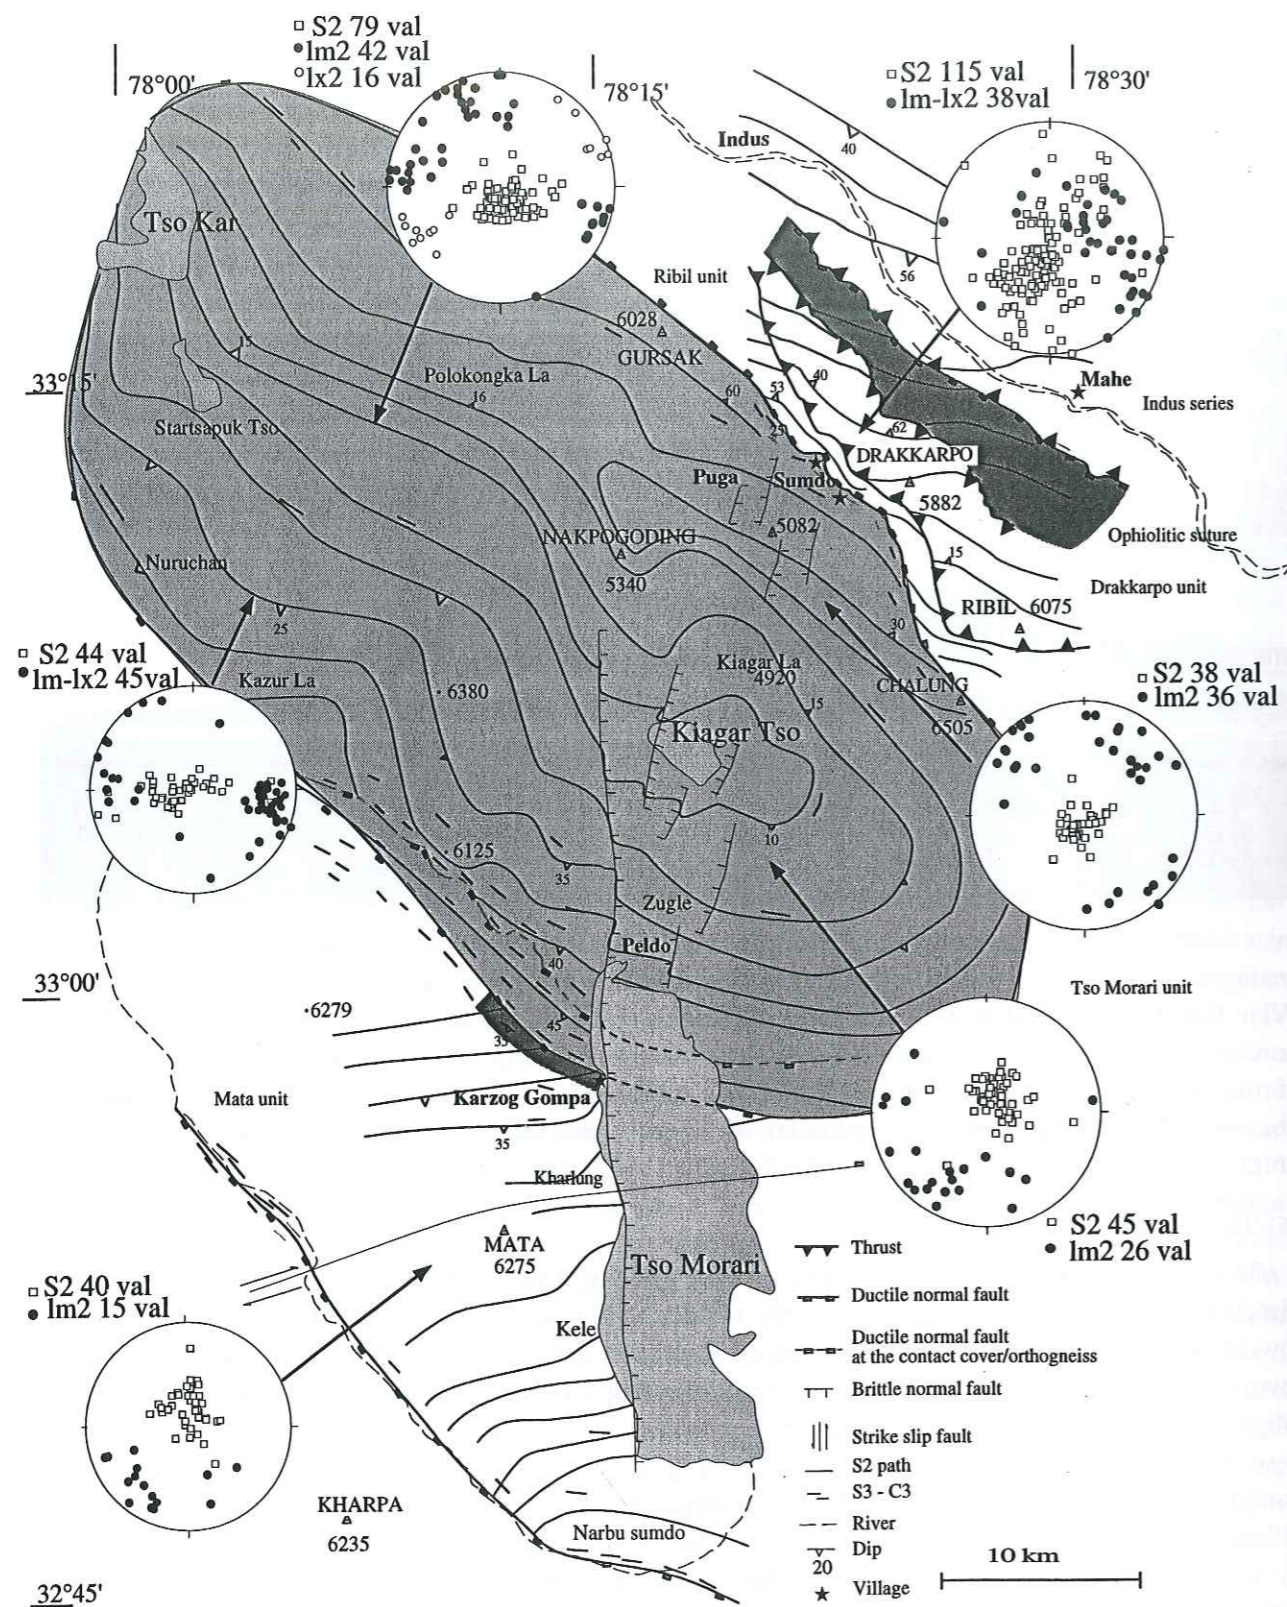 S2 79 val
lm2 42 val
lx2 16 val
78°00'
78°15'
S2 115 val
lm-lx2 38val
78°30'
Indus
40
56
Tso Kar
Ribil unit
6028
GURSAK
15
Polokongka La
16
33°15'
60
53
40
25
62
Mahe
Indus series
Startsapuk Tso
DRAKKARPO
Puga
Sumdo
5882
5082
NAKPOGODING
5340
Ophiolitic suture
15
Nuruchan
Drakkarpo unit
RIBIL 6075
25
30
S2 44 val
lm-lx2 45val
Kazur La
6380
Kiagar La
4920
15
CHALUNG
6505
S2 38 val
lm2 36 val
Kiagar Tso
10
6125
35
Zugle
Peldo
40
33°00'
6279
45
35
Tso Morari unit
Mata unit
Karzog Gompa
35
Kharlung
MATA
6275
Tso Morari
S2 45 val
lm2 26 val
S2 40 val
lm2 15 val
Kele
KHARPA
6235
Narbu sumdo
32°45'
Thrust
Ductile normal fault
Ductile normal fault
at the contact cover/orthogneiss
Brittle normal fault
Strike slip fault
S2 path
S3 - C3
River
Dip
20
Village
10 km